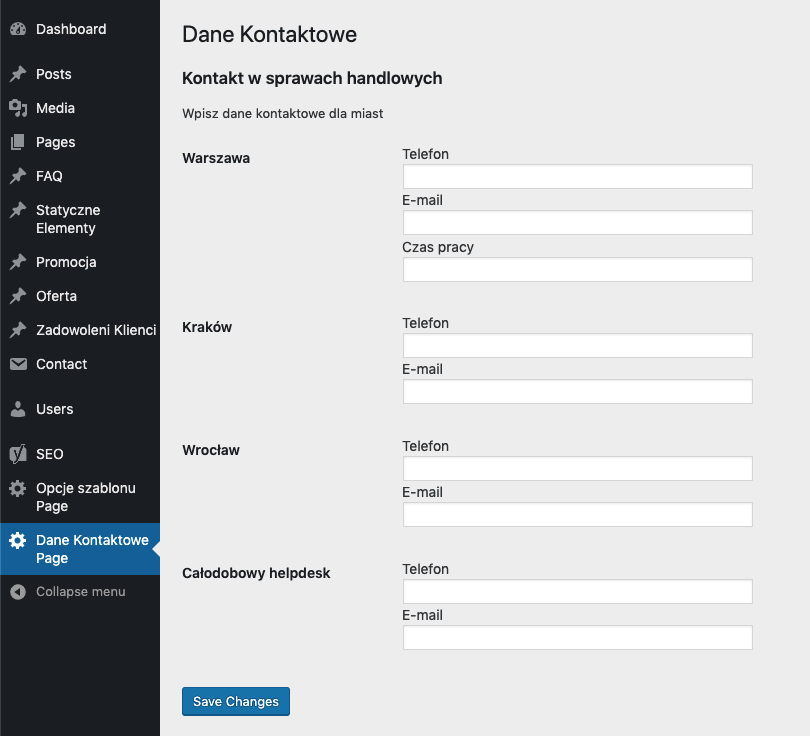 Dashboard
Posts
Media
Pages
FAQ
Statyczne
Elementy
Promocja
Oferta
Zadowoleni Klienci
Contact
Users
SEO
Opcje szablonu
Page
Dane Kontaktowe
Page
Collapse menu
Dane Kontaktowe
Kontakt w sprawach handlowych
Wpisz dane kontaktowe dla miast
Warszawa
Telefon
E-mail
Czas pracy
Kraków
Telefon
E-mail
Wrocław
Telefon
E-mail
Całodobowy helpdesk
Telefon
E-mail
Save Changes